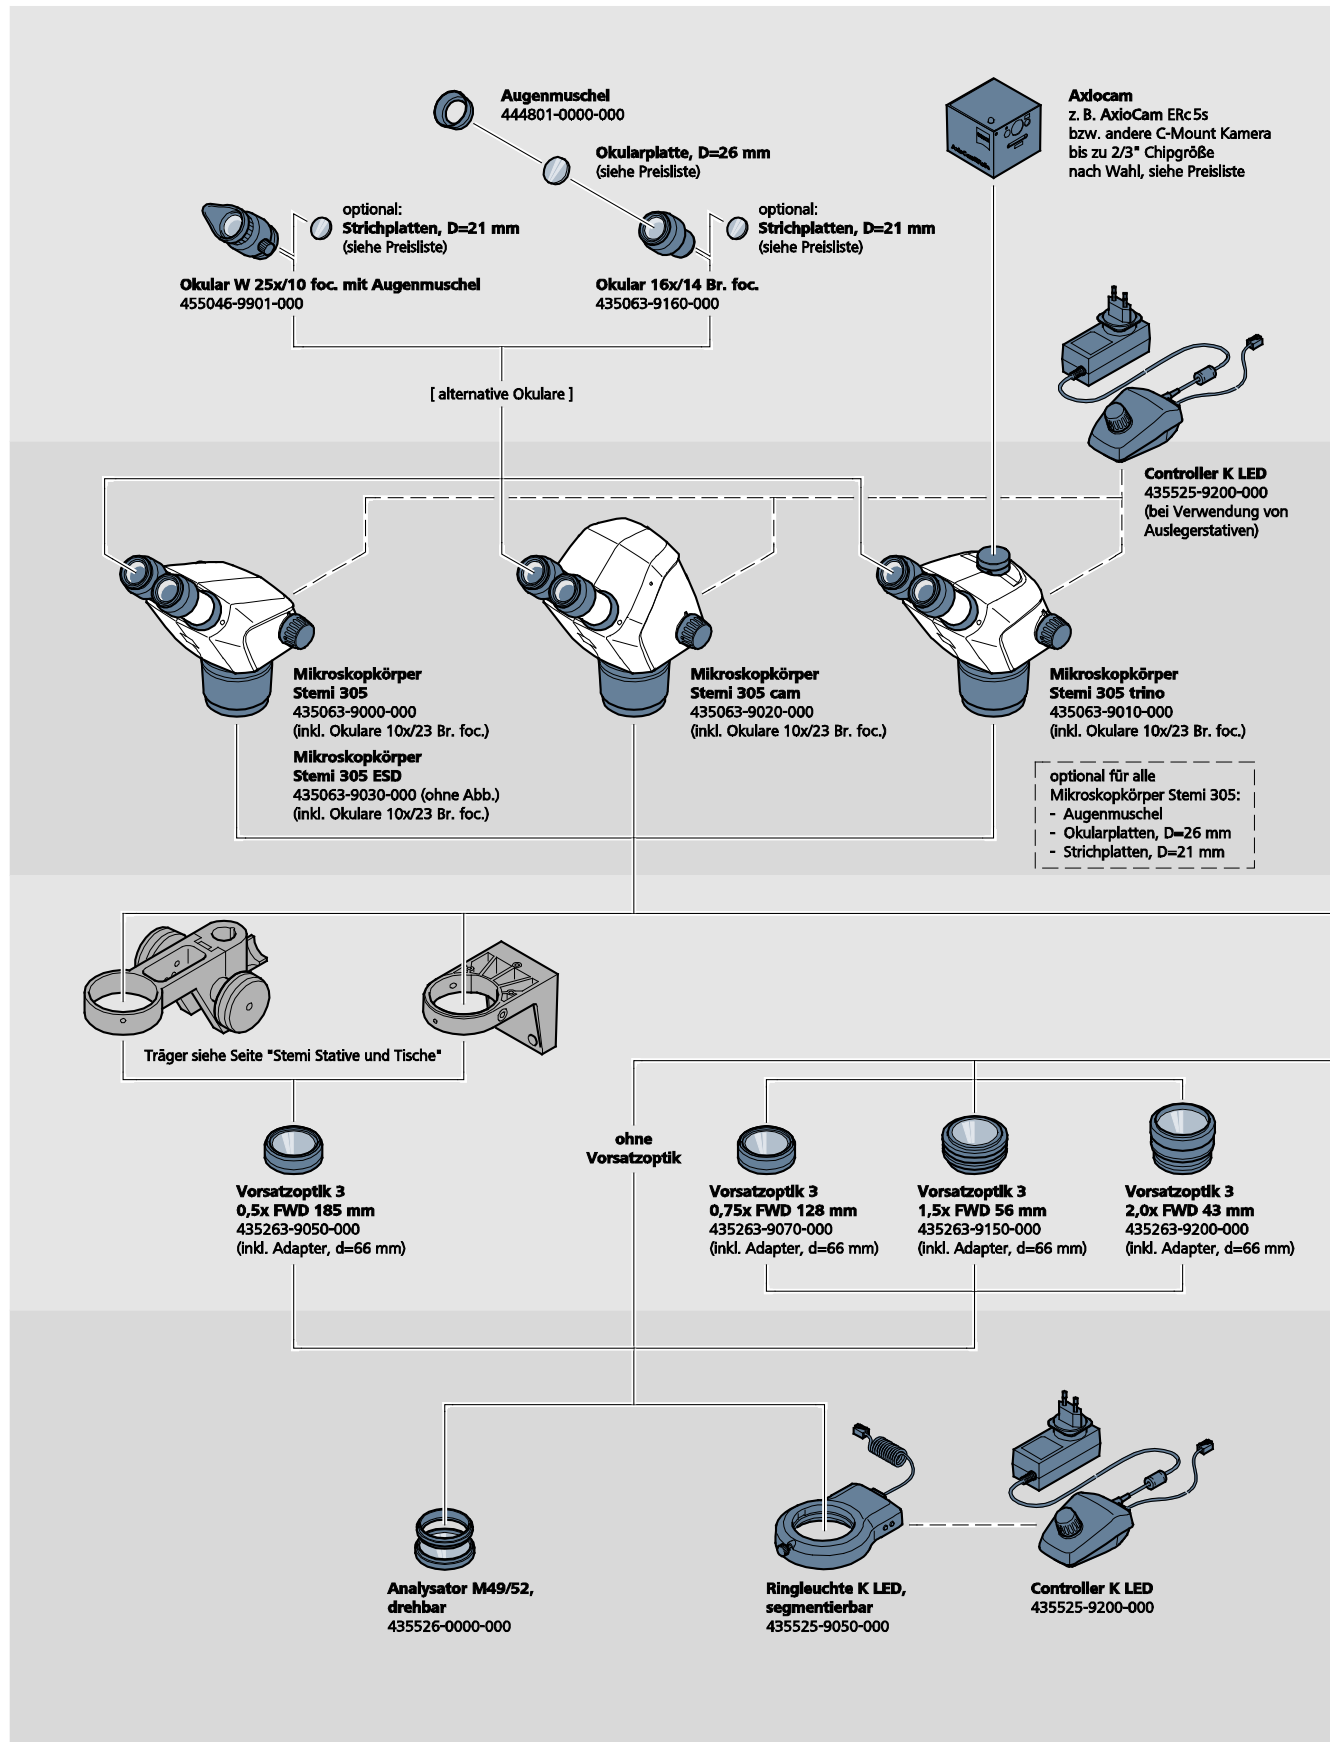 Augenmuschel
444801-0000-000
Okularplatte, D=26 mm
(siehe Preisliste)
Axiocam
z. B. AxioCam ERc 5s
bzw. andere C-Mount Kamera
bis zu 2/3" Chipgröße
nach Wahl, siehe Preisliste
optional:
Strichplatten, D=21 mm
(siehe Preisliste)
optional:
Strichplatten, D=21 mm
(siehe Preisliste)
Okular W 25x/10 foc. mit Augenmuschel
455046-9901-000
Okular 16x/14 Br. foc.
435063-9160-000
[ alternative Okulare ]
Controller K LED
435525-9200-000
(bei Verwendung von
Auslegerstativen)
Mikroskopkörper
Stemi 305
435063-9000-000
(inkl. Okulare 10x/23 Br. foc.)
Mikroskopkörper
Stemi 305 ESD
435063-9030-000 (ohne Abb.)
(inkl. Okulare 10x/23 Br. foc.)
Mikroskopkörper
Stemi 305 cam
435063-9020-000
(inkl. Okulare 10x/23 Br. foc.)
Mikroskopkörper
Stemi 305 trino
435063-9010-000
(inkl. Okulare 10x/23 Br. foc.)
optional für alle
Mikroskopkörper Stemi 305:
- Augenmuschel
- Okularplatten, D=26 mm
- Strichplatten, D=21 mm
Träger siehe Seite "Stemi Stative und Tische"
ohne
Vorsatzoptik
Vorsatzoptik 3
0,5x FWD 185 mm
435263-9050-000
(inkl. Adapter, d=66 mm)
Vorsatzoptik 3
0,75x FWD 128 mm
435263-9070-000
(inkl. Adapter, d=66 mm)
Vorsatzoptik 3
1,5x FWD 56 mm
435263-9150-000
(inkl. Adapter, d=66 mm)
Vorsatzoptik 3
2,0x FWD 43 mm
435263-9200-000
(inkl. Adapter, d=66 mm)
Analysator M49/52,
drehbar
435526-0000-000
Ringleuchte K LED,
segmentierbar
435525-9050-000
Controller K LED
435525-9200-000